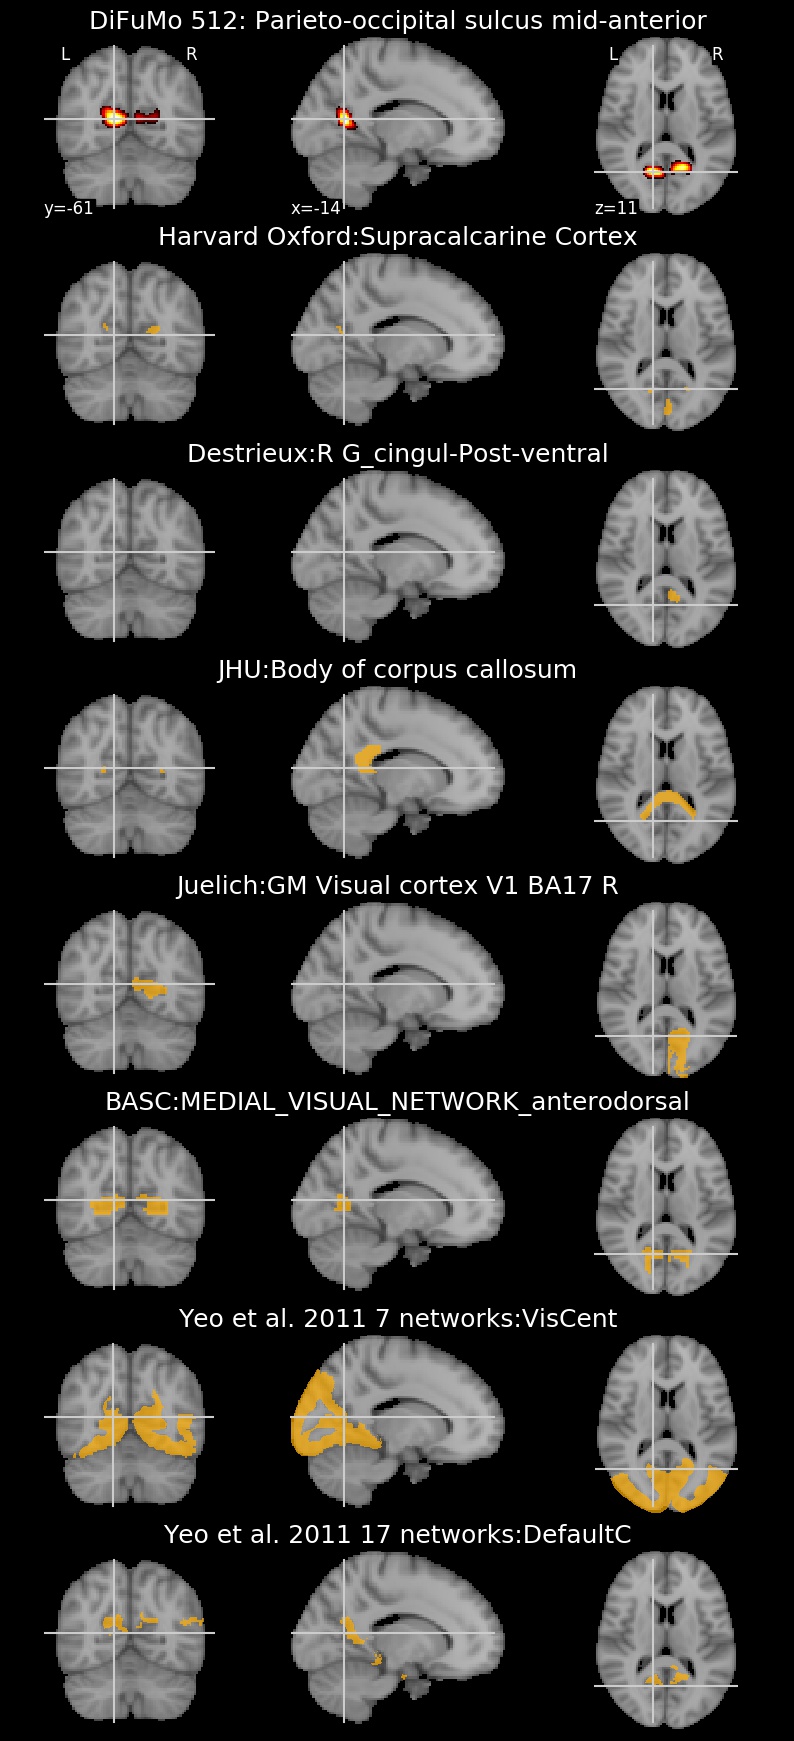 DiFuMo 512: Parieto-occipital sulcus mid-anterior
L R L R
y=-61 x=-14 z=11
Harvard Oxford:Supracalcarine Cortex
Destrieux:R G_cingul-Post-ventral
JHU:Body of corpus callosum
Juelich:GM Visual cortex V1 BA17 R
BASC:MEDIAL_VISUAL_NETWORK_anterodorsal
Yeo et al. 2011 7 networks:VisCent
Yeo et al. 2011 17 networks:DefaultC